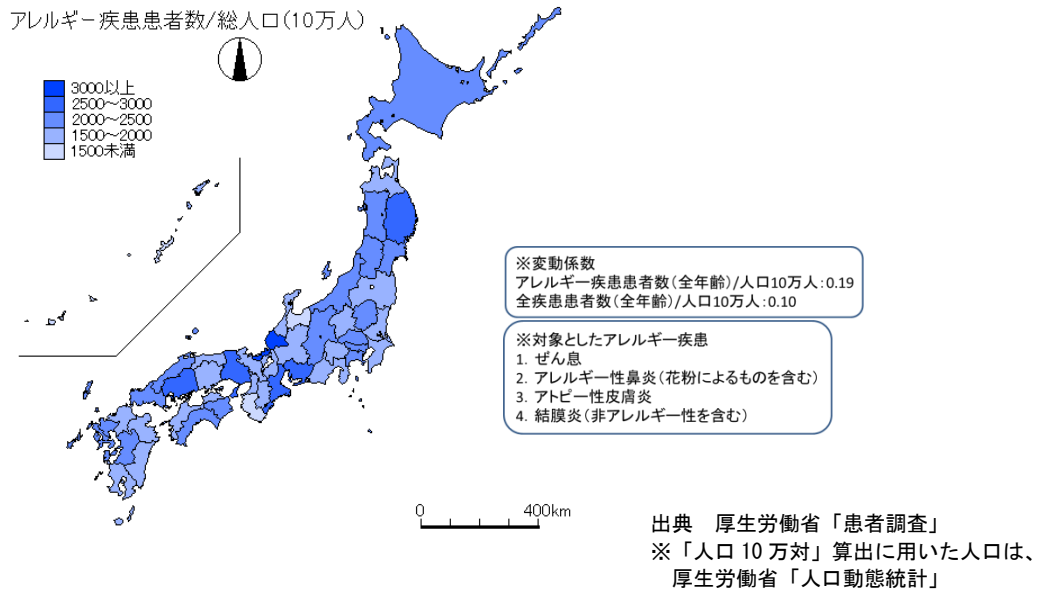 アレルギー疾患患者数/総人口(10万人)
3000以上
2500～3000
2000～2500
1500～2000
1500未満
※変動係数
アレルギー疾患患者数(全年齢)/人口10万人:0.19
全疾患患者数(全年齢)/人口10万人:0.10
※対象としたアレルギー疾患
1. ぜん息
2. アレルギー性鼻炎(花粉によるものを含む)
3. アトピー性皮膚炎
4. 結膜炎(非アレルギー性を含む)
0 400km
出典　厚生労働省「患者調査」
※「人口10万対」算出に用いた人口は、
厚生労働省「人口動態統計」